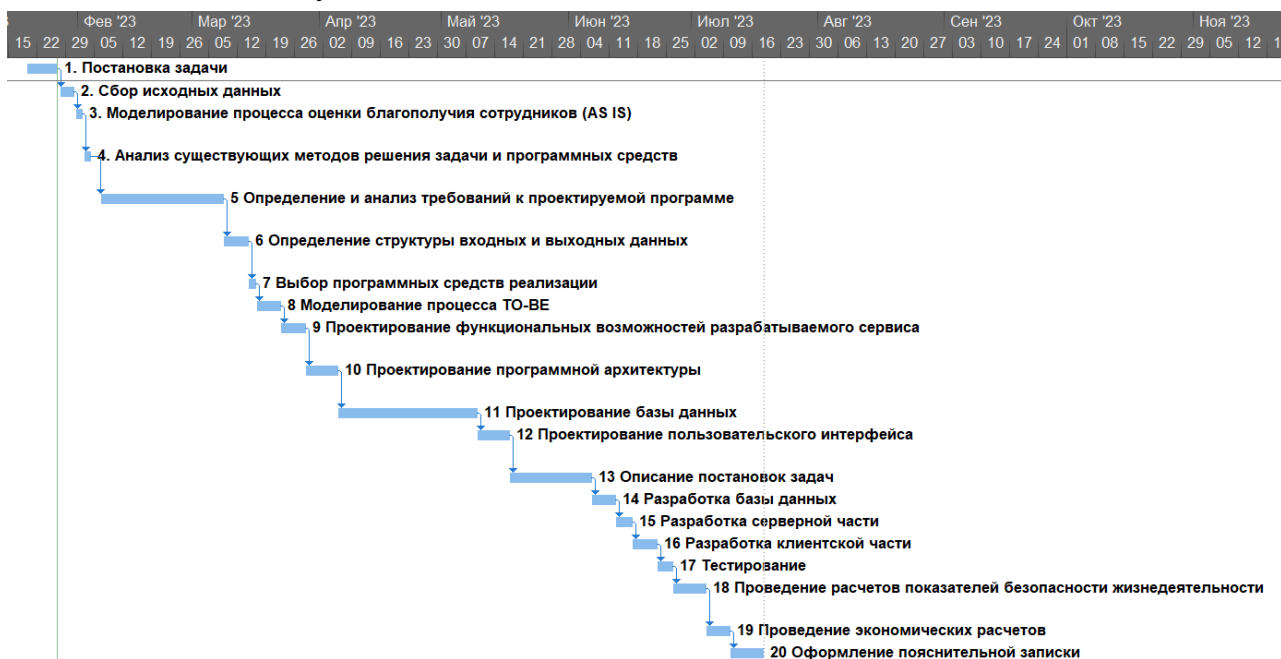 Фев '23 Мар '23 Апр '23 Май '23 Июн '23 Июл '23 Авг '23 Сен '23 Окт '23 Ноя '23
15 22 29 05 12 19 26 05 12 19 26 02 09 16 23 30 07 14 21 28 04 11 18 25 02 09 16 23 30 06 13 20 27 03 10 17 24 01 08 15 22 29 05 12 1
1. Постановка задачи
2. Сбор исходных данных
3. Моделирование процесса оценки благополучия сотрудников (AS IS)
4. Анализ существующих методов решения задачи и программных средств
5 Определение и анализ требований к проектируемой программе
6 Определение структуры входных и выходных данных
7 Выбор программных средств реализации
8 Моделирование процесса TO-BE
9 Проектирование функциональных возможностей разрабатываемого сервиса
10 Проектирование программной архитектуры
11 Проектирование базы данных
12 Проектирование пользовательского интерфейса
13 Описание постановок задач
14 Разработка базы данных
15 Разработка серверной части
16 Разработка клиентской части
17 Тестирование
18 Проведение расчетов показателей безопасности жизнедеятельности
19 Проведение экономических расчетов
20 Оформление пояснительной записки